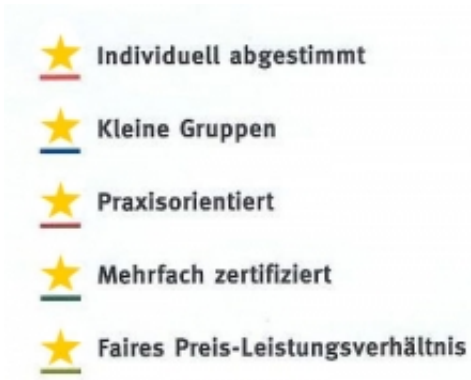 Individuell abgestimmt
Kleine Gruppen
Praxisorientiert
Mehrfach zertifiziert
Faires Preis-Leistungsverhältnis